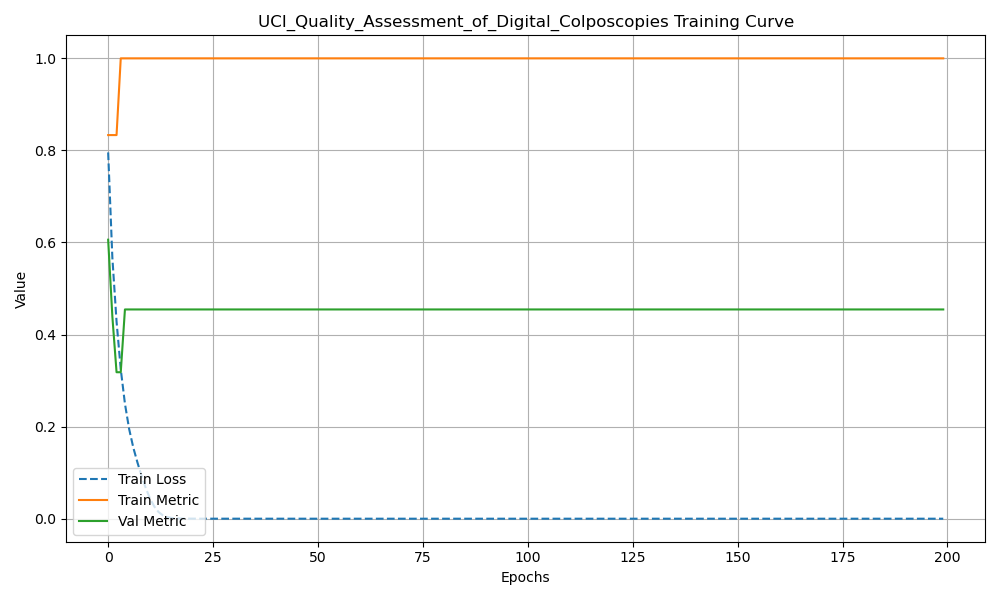 UCI_Quality_Assessment_of_Digital_Colposcopies Training Curve
Value
1.0
0.8
0.6
0.4
0.2
0.0
Train Loss
Train Metric
Val Metric
0 25 50 75 100 125 150 175 200
Epochs